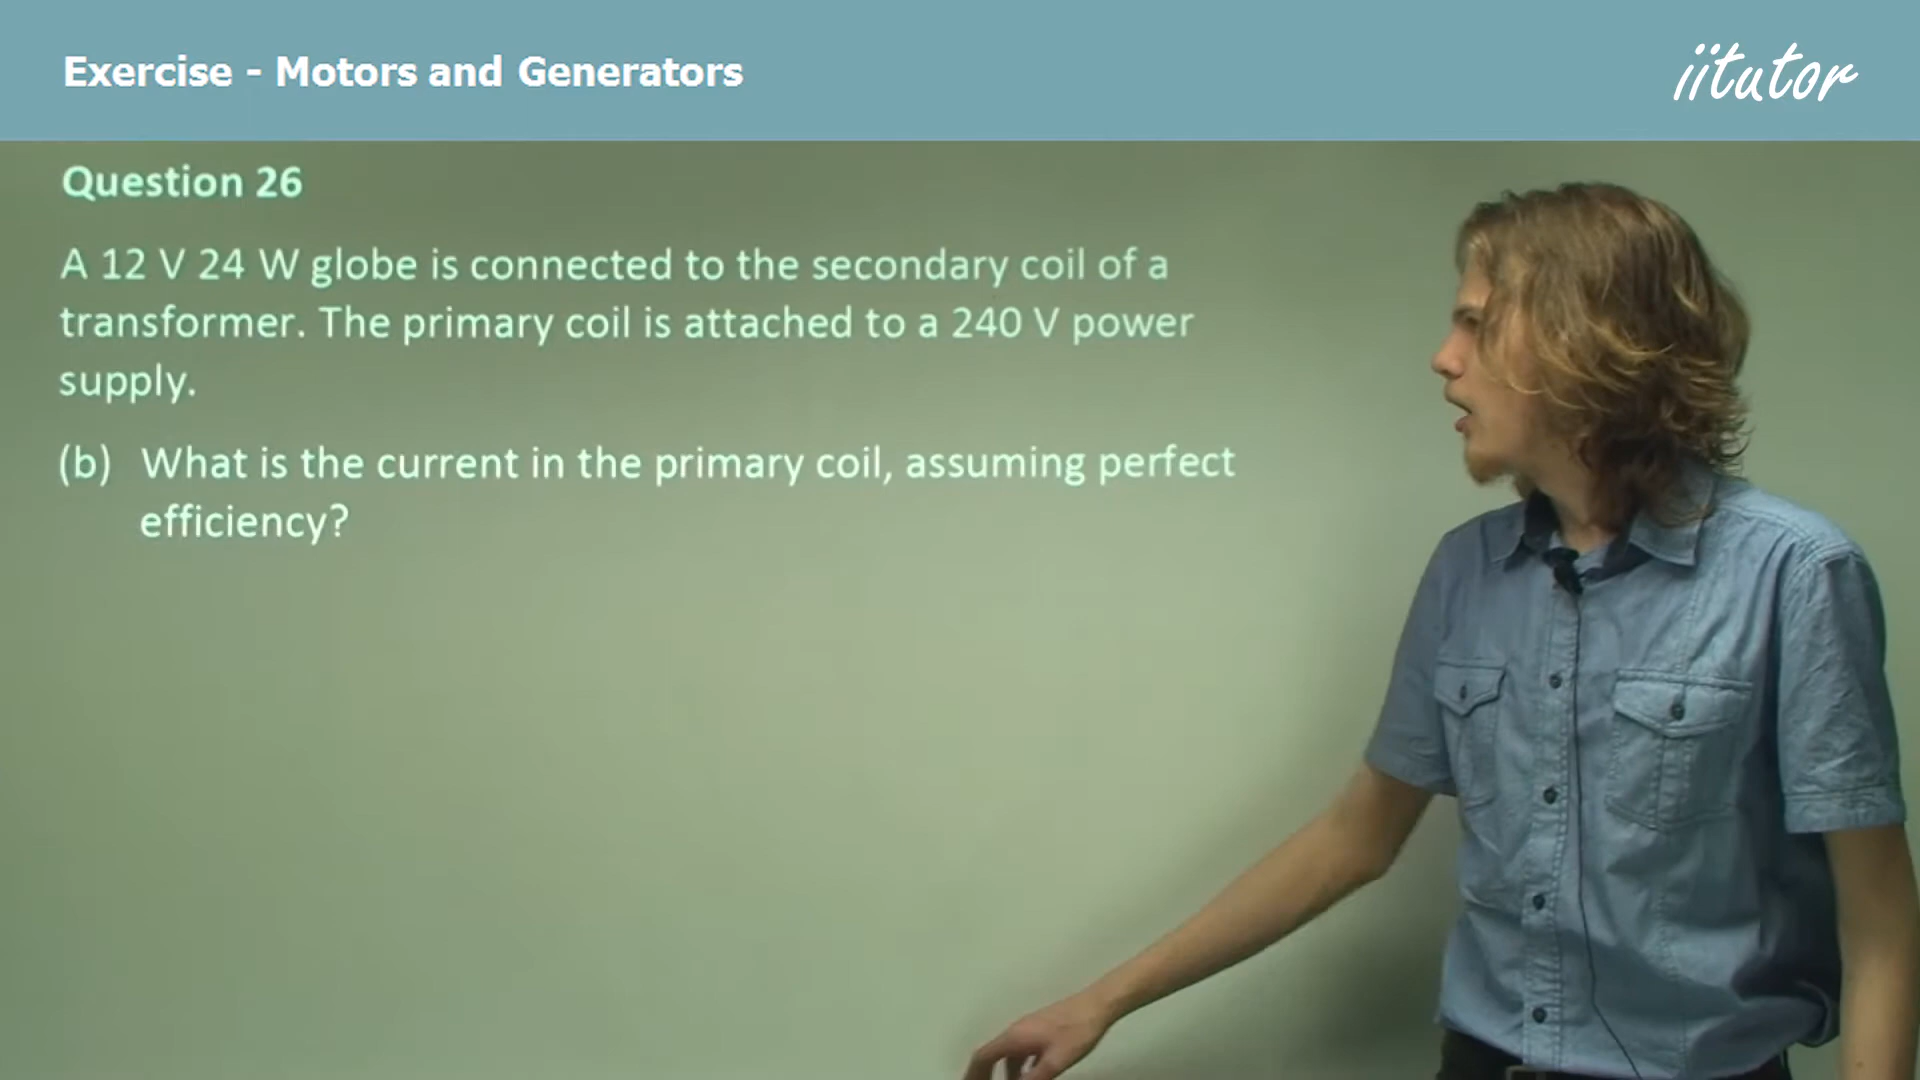 Exercise - Motors and Generators
iitutor
Question 26
A 12 V 24 W globe is connected to the secondary coil of a
transformer. The primary coil is attached to a 240 V power
supply.
(b) What is the current in the primary coil, assuming perfect
efficiency?